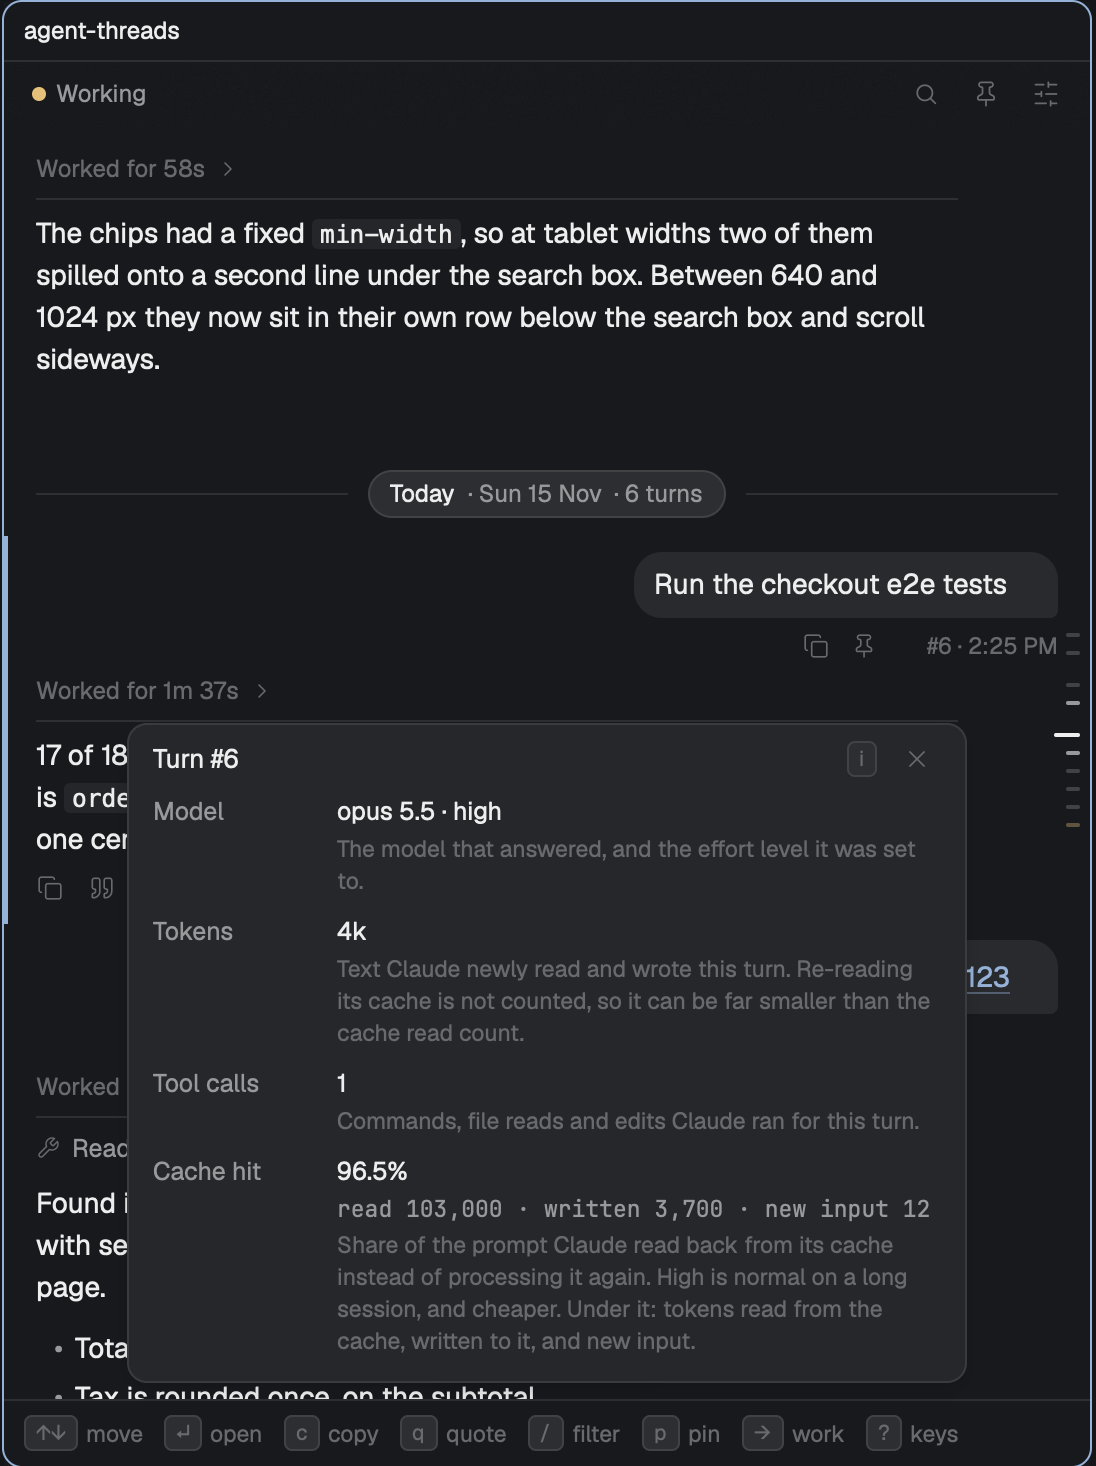 agent-threads
Working
Worked for 58s
The chips had a fixed min-width, so at tablet widths two of them
spilled onto a second line under the search box. Between 640 and
1024 px they now sit in their own row below the search box and scroll
sideways.
Today · Sun 15 Nov · 6 turns
Run the checkout e2e tests
#6 · 2:25 PM
Worked for 1m 37s
17 of 18
is orde
one cer
Turn #6
i
Model
opus 5.5 · high
The model that answered, and the effort level it was set
to.
Tokens
4k
Text Claude newly read and wrote this turn. Re-reading
its cache is not counted, so it can be far smaller than the
cache read count.
123
Tool calls
1
Commands, file reads and edits Claude ran for this turn.
Cache hit
96.5%
read 103,000 · written 3,700 · new input 12
Share of the prompt Claude read back from its cache
instead of processing it again. High is normal on a long
session, and cheaper. Under it: tokens read from the
cache, written to it, and new input.
Worked
Read
Found i
with se
page.
• Tota
• Tax is rounded once, on the subtotal
↑↓ move ↵ open c copy q quote / filter p pin → work ? keys